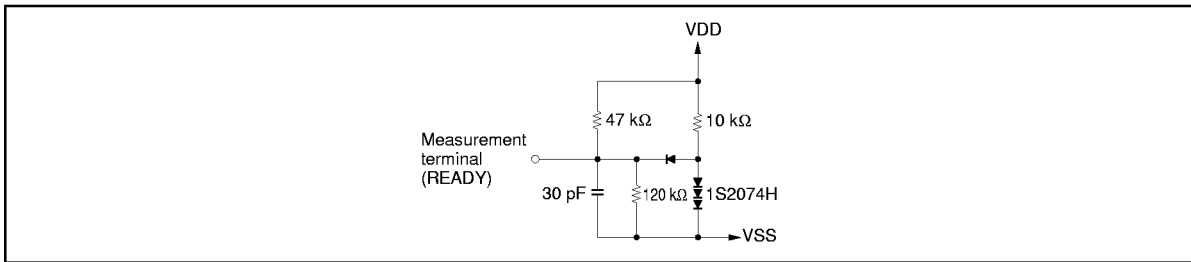 VDD
47 kΩ
10 kΩ
Measurement
terminal
(READY)
30 pF
120 kΩ
1S2074H
VSS